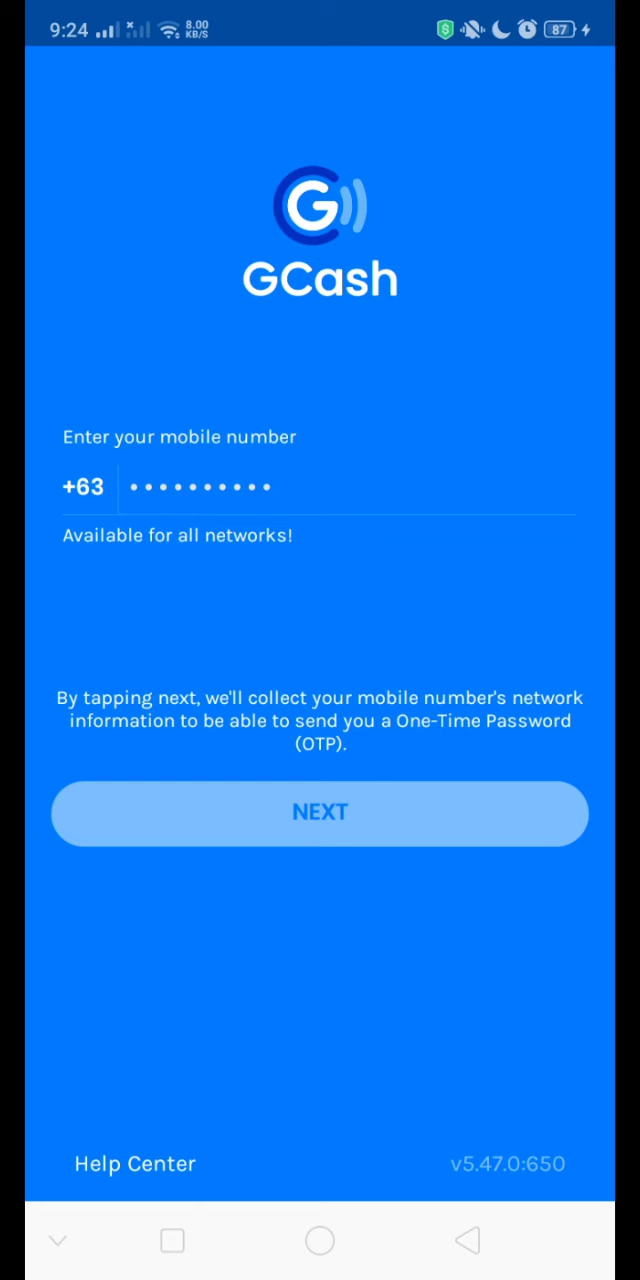 9:24 8.00 KB/S 87
GCash
Enter your mobile number
+63 ••••••••••
Available for all networks!
By tapping next, we'll collect your mobile number's network
information to be able to send you a One-Time Password
(OTP).
NEXT
Help Center v5.47.0:650